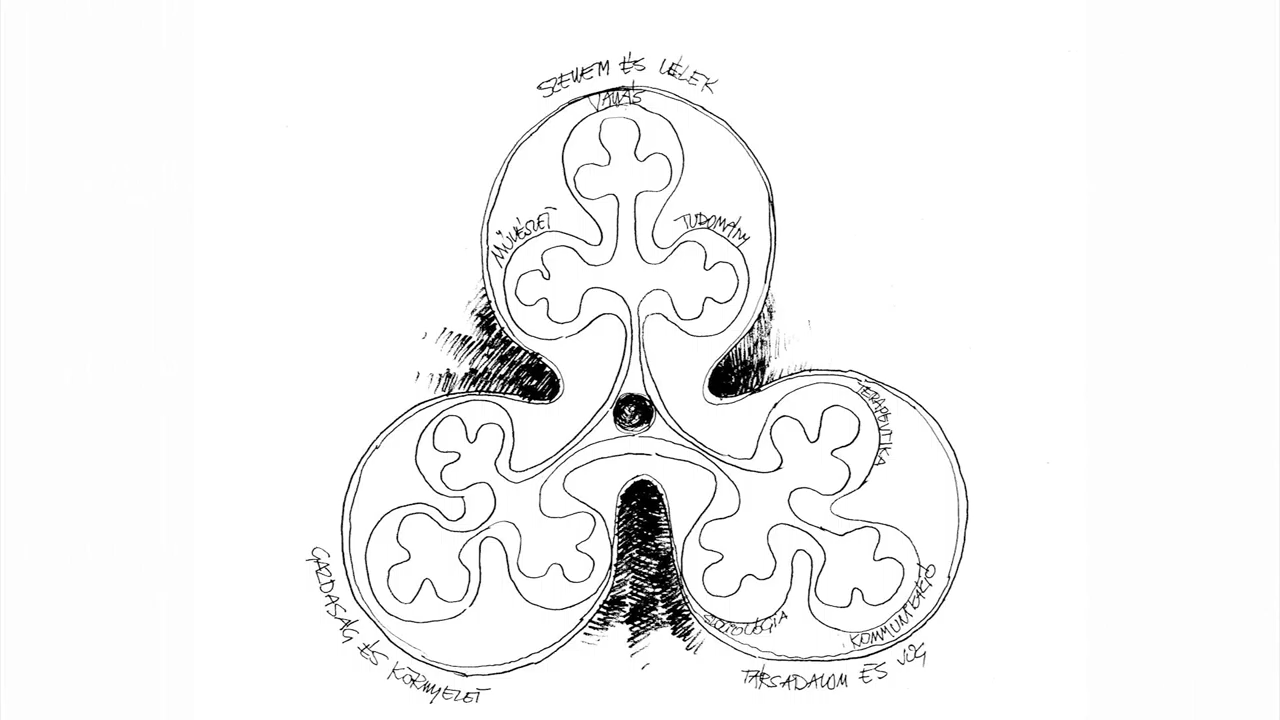 SZELLEM ÉS LÉLEK
VALLÁS
MŰVÉSZET
TUDOMÁNY
TERAPEUTIKA
GAZDASÁG ÉS KÖRNYEZET
SZOCIOLÓGIA
KOMMUNIKÁCIÓ
TÁRSADALOM ÉS JOG